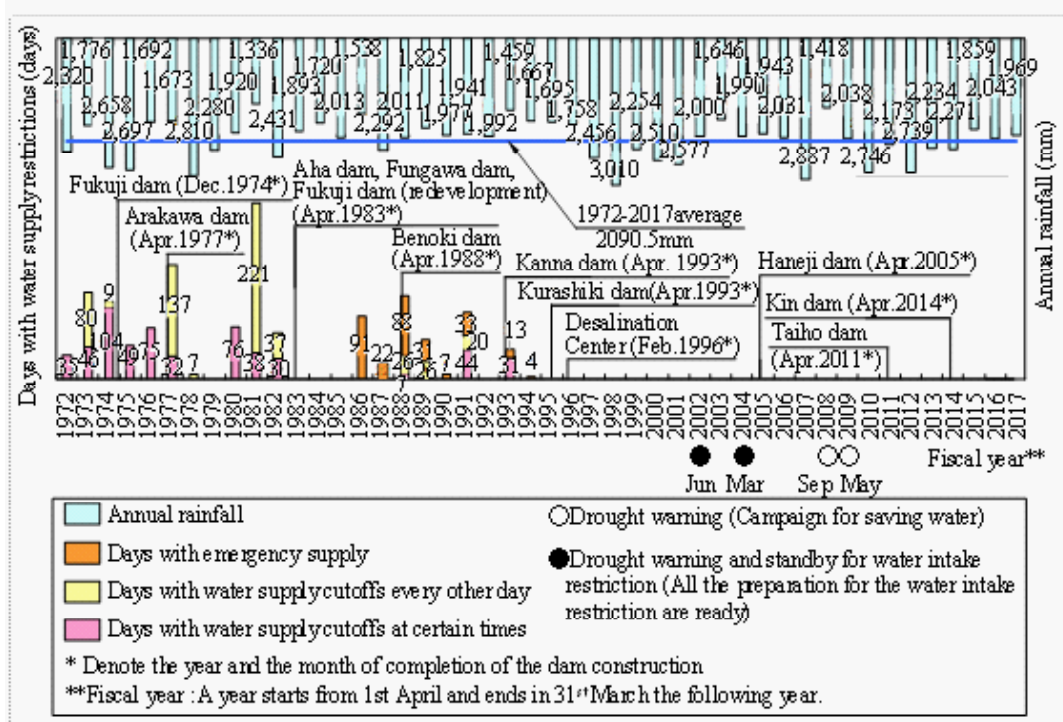 Days with water supply restrictions (days)
Annual rainfall (mm)
2,320
1,776
2,658
2,697
1,692
1,673
2,810
2,280
1,920
1,336
2,431
1,893
1,720
2,013
1,538
2,292
2,011
1,825
1,941
1,459
1,667
1,695
1,758
2,456
3,010
2,254
2,510
2,577
2,000
1,646
1,990
1,943
2,031
2,887
1,418
2,038
2,746
2,739
2,234
2,271
1,859
2,043
1,969
Fukuji dam (Dec.1974*)
Arakawa dam
(Apr.1977*)
Aha dam, Fungawa dam,
Fukuji dam (redevelopment)
(Apr.1983*)
Benoki dam
(Apr.1988*)
1972-2017average
2090.5mm
Kanna dam (Apr. 1993*)
Kurashiki dam(Apr.1993*)
Desalination
Center (Feb.1996*)
Haneji dam (Apr.2005*)
Kin dam (Apr.2014*)
Taiho dam
(Apr.2011*)
35
80
46
9
104
49
137
32
7
76
221
38
37
30
91
22
88
26
7
7
20
44
13
4
1972 1973 1974 1975 1976 1977 1978 1979 1980 1981 1982 1983 1984 1985 1986 1987 1988 1989 1990 1991 1992 1993 1994 1995 1996 1997 1998 1999 2000 2001 2002 2003 2004 2005 2006 2007 2008 2009 2010 2011 2012 2013 2014 2015 2016 2017
Fiscal year**
Jun Mar Sep May
Annual rainfall
Days with emergency supply
Days with water supply cutoffs every other day
Days with water supply cutoffs at certain times
Drought warning (Campaign for saving water)
Drought warning and standby for water intake
restriction (All the preparation for the water intake
restriction are ready)
* Denote the year and the month of completion of the dam construction
**Fiscal year : A year starts from 1st April and ends in 31st March the following year.